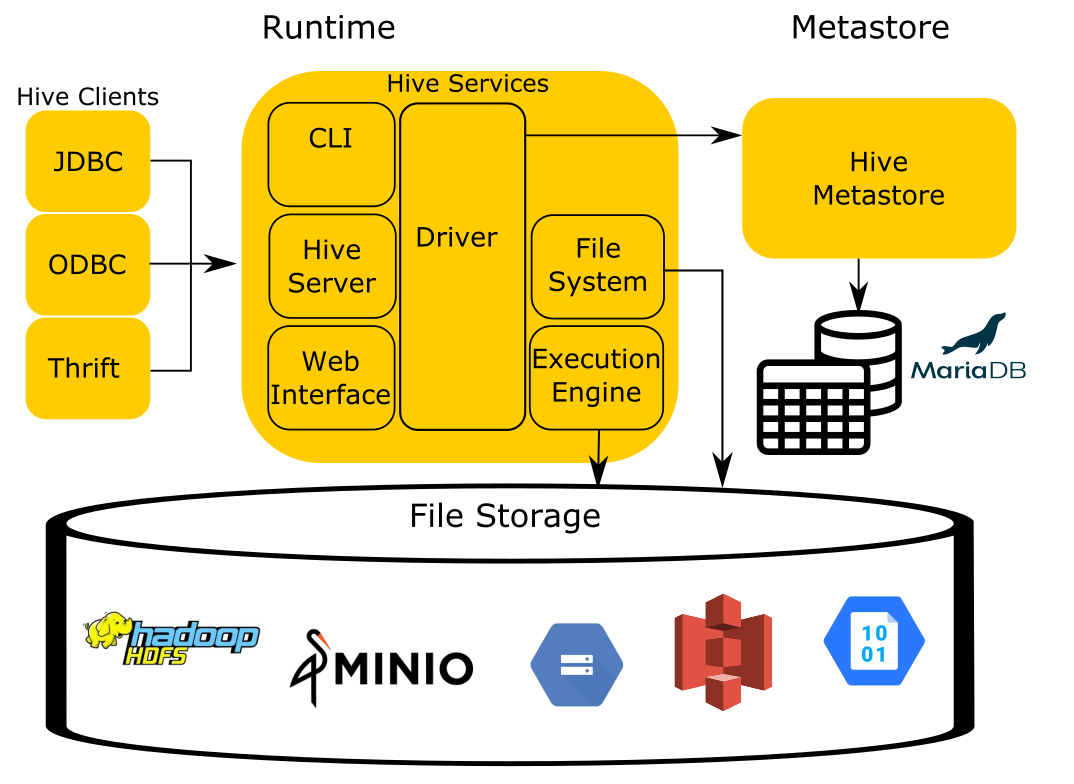 Runtime
Metastore
Hive Clients
JDBC
ODBC
Thrift
Hive Services
CLI
Hive
Server
Web
Interface
Driver
File
System
Execution
Engine
Hive
Metastore
MariaDB
File Storage
hadoop
HDFS
MINIO
10
01